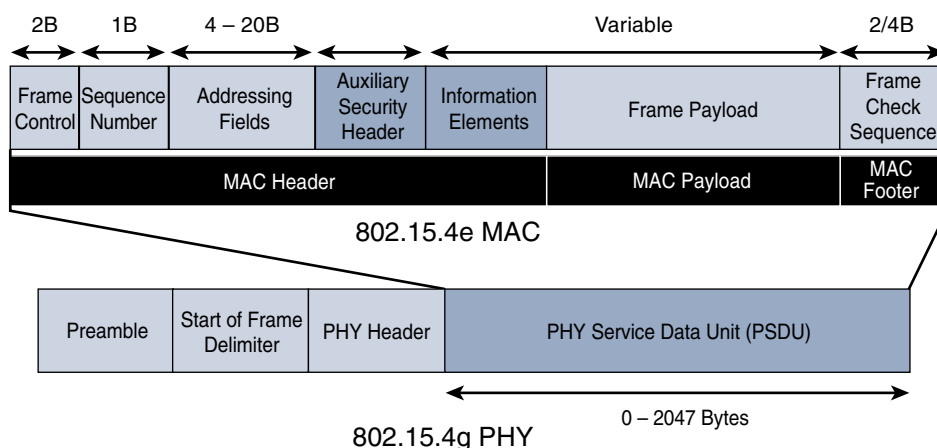 2B 1B 4 – 20B Variable 2/4B
Frame Control
Sequence Number
Addressing Fields
Auxiliary Security Header
Information Elements
Frame Payload
Frame Check Sequence
MAC Header
MAC Payload
MAC Footer
802.15.4e MAC
Preamble
Start of Frame Delimiter
PHY Header
PHY Service Data Unit (PSDU)
0 – 2047 Bytes
802.15.4g PHY